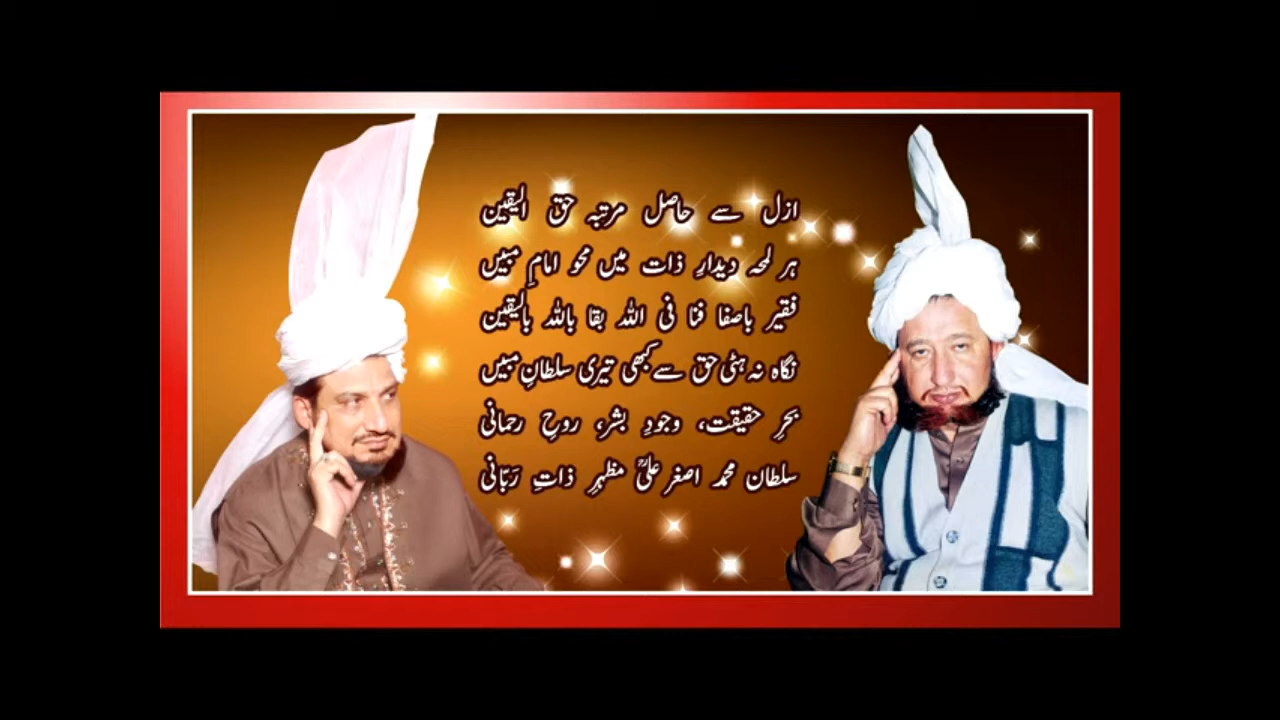 ازل سے حاصل مرتبہ حق الیقین
ہر لمحہ دیدارِ ذات میں محو امامِ مبیں
فقیر باصفا فنا فی اللہ بقا باللہ بالیقین
نگاہ نہ ہٹی حق سے کبھی تیری سلطانِ مبیں
بحرِ حقیقت، وجودِ بشر، روحِ رحمانی
سلطان محمد اصغر علیؒ مظہرِ ذاتِ رَبّانی